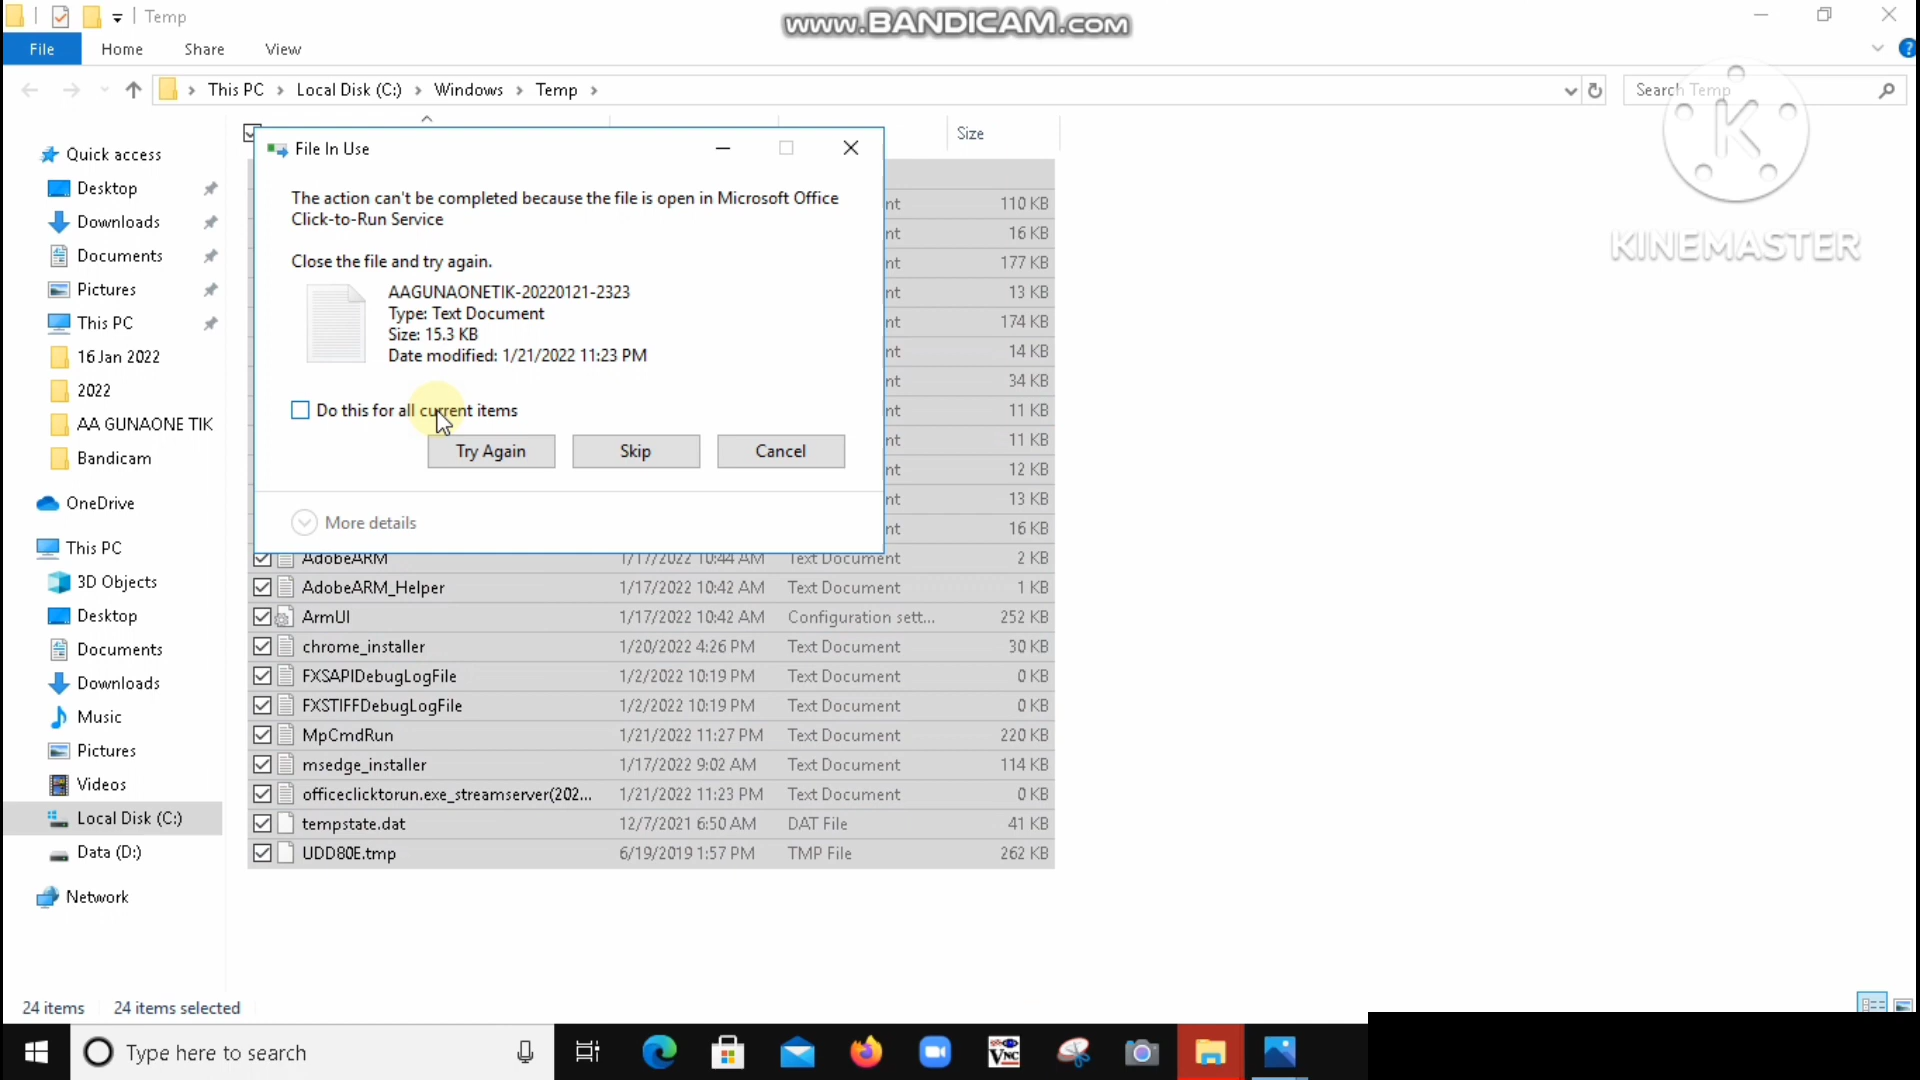 Temp
www.BANDICAM.com
File Home Share View
This PC Local Disk (C:) Windows Temp
Search Temp
K
KINEMASTER
Size
Quick access
Desktop
Downloads
Documents
Pictures
This PC
16 Jan 2022
2022
AA GUNAONE TIK
Bandicam
OneDrive
This PC
3D Objects
Desktop
Documents
Downloads
Music
Pictures
Videos
Local Disk (C:)
Data (D:)
Network
File In Use
The action can't be completed because the file is open in Microsoft Office
Click-to-Run Service
Close the file and try again.
AAGUNAONETIK-20220121-2323
Type: Text Document
Size: 15.3 KB
Date modified: 1/21/2022 11:23 PM
Do this for all current items
Try Again Skip Cancel
More details
nt 110 KB
nt 16 KB
nt 177 KB
nt 13 KB
nt 174 KB
nt 14 KB
nt 34 KB
nt 11 KB
nt 11 KB
nt 12 KB
nt 13 KB
nt 16 KB
AdobeARM 1/17/2022 10:44 AM Text Document 2 KB
AdobeARM_Helper 1/17/2022 10:42 AM Text Document 1 KB
ArmUI 1/17/2022 10:42 AM Configuration sett... 252 KB
chrome_installer 1/20/2022 4:26 PM Text Document 30 KB
FXSAPIDebugLogFile 1/2/2022 10:19 PM Text Document 0 KB
FXSTIFFDebugLogFile 1/2/2022 10:19 PM Text Document 0 KB
MpCmdRun 1/21/2022 11:27 PM Text Document 220 KB
msedge_installer 1/17/2022 9:02 AM Text Document 114 KB
officeclicktorun.exe_streamserver(202... 1/21/2022 11:23 PM Text Document 0 KB
tempstate.dat 12/7/2021 6:50 AM DAT File 41 KB
UDD80E.tmp 6/19/2019 1:57 PM TMP File 262 KB
24 items 24 items selected
Type here to search
VNC